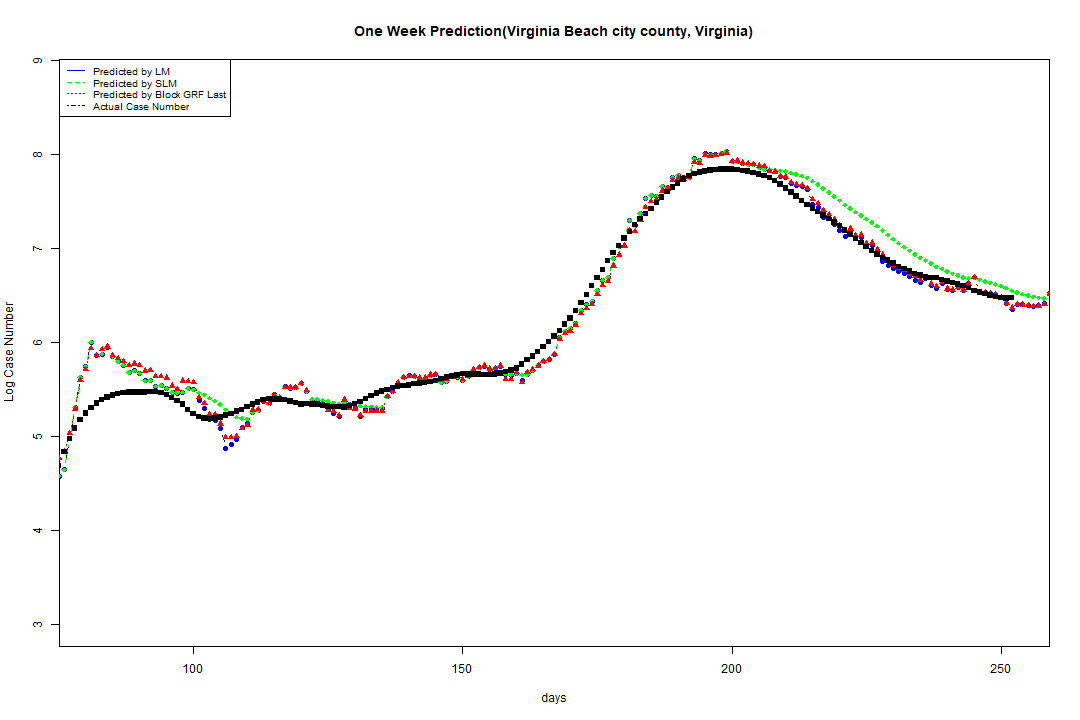 One Week Prediction(Virginia Beach city county, Virginia)
Predicted by LM
Predicted by SLM
Predicted by Block GRF Last
Actual Case Number
9
8
7
6
5
4
3
Log Case Number
100 150 200 250
days